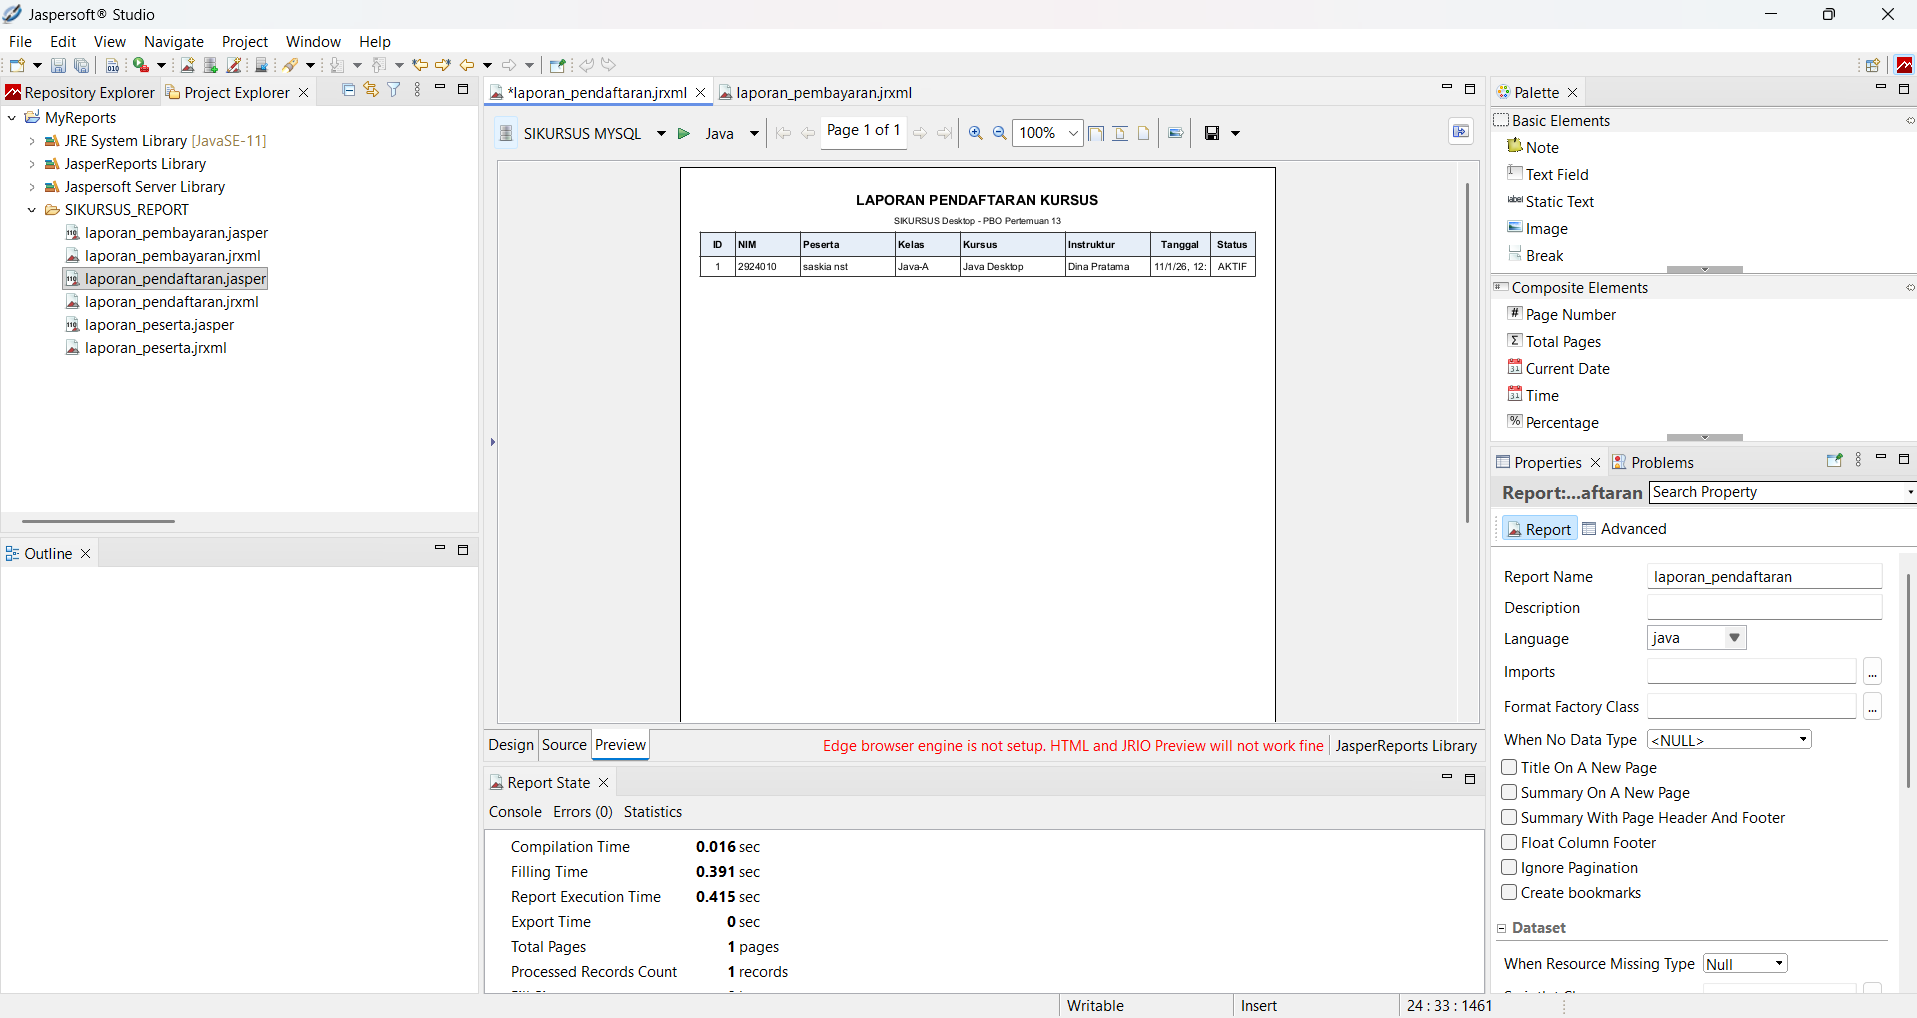 Jaspersoft® Studio
File Edit View Navigate Project Window Help
Repository Explorer Project Explorer
MyReports
JRE System Library [JavaSE-11]
JasperReports Library
Jaspersoft Server Library
SIKURSUS_REPORT
laporan_pembayaran.jasper
laporan_pembayaran.jrxml
laporan_pendaftaran.jasper
laporan_pendaftaran.jrxml
laporan_peserta.jasper
laporan_peserta.jrxml
Outline
*laporan_pendaftaran.jrxml laporan_pembayaran.jrxml
SIKURSUS MYSQL Java Page 1 of 1 100%
LAPORAN PENDAFTARAN KURSUS
SIKURSUS Desktop - PBO Pertemuan 13
ID NIM Peserta Kelas Kursus Instruktur Tanggal Status
1 2924010 saskia nst Java-A Java Desktop Dina Pratama 11/1/26, 12: AKTIF
Design Source Preview Edge browser engine is not setup. HTML and JRIO Preview will not work fine JasperReports Library
Report State
Console Errors (0) Statistics
Compilation Time 0.016 sec
Filling Time 0.391 sec
Report Execution Time 0.415 sec
Export Time 0 sec
Total Pages 1 pages
Processed Records Count 1 records
Palette
Basic Elements
Note
Text Field
label Static Text
Image
Break
Composite Elements
# Page Number
Σ Total Pages
31 Current Date
31 Time
% Percentage
Properties Problems
Report:...aftaran Search Property
Report Advanced
Report Name laporan_pendaftaran
Description
Language java
Imports ...
Format Factory Class ...
When No Data Type <NULL>
Title On A New Page
Summary On A New Page
Summary With Page Header And Footer
Float Column Footer
Ignore Pagination
Create bookmarks
Dataset
When Resource Missing Type Null
Writable Insert 24 : 33 : 1461